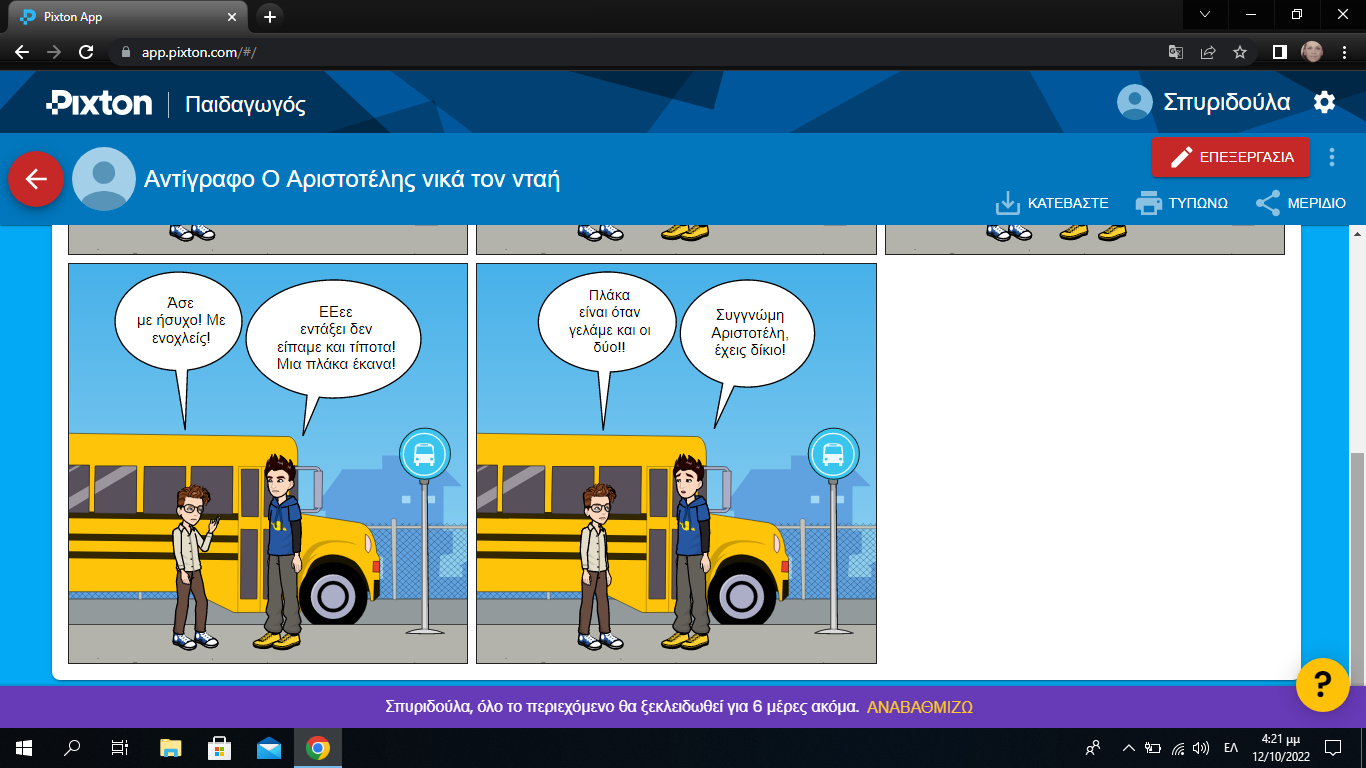 Pixton App
app.pixton.com/#/
Pixton
Παιδαγωγός
Σπυριδούλα
Αντίγραφο Ο Αριστοτέλης νικά τον νταή
ΕΠΕΞΕΡΓΑΣΙΑ
ΚΑΤΕΒΑΣΤΕ
ΤΥΠΩΝΩ
ΜΕΡΙΔΙΟ
Άσε
με ήσυχο! Με
ενοχλείς!
ΕΕεε
εντάξει δεν
είπαμε και τίποτα!
Μια πλάκα έκανα!
Πλάκα
είναι όταν
γελάμε και οι
δύο!!
Συγγνώμη
Αριστοτέλη,
έχεις δίκιο!
?
Σπυριδούλα, όλο το περιεχόμενο θα ξεκλειδωθεί για 6 μέρες ακόμα. ΑΝΑΒΑΘΜΙΖΩ
ΕΛ
4:21 μμ
12/10/2022